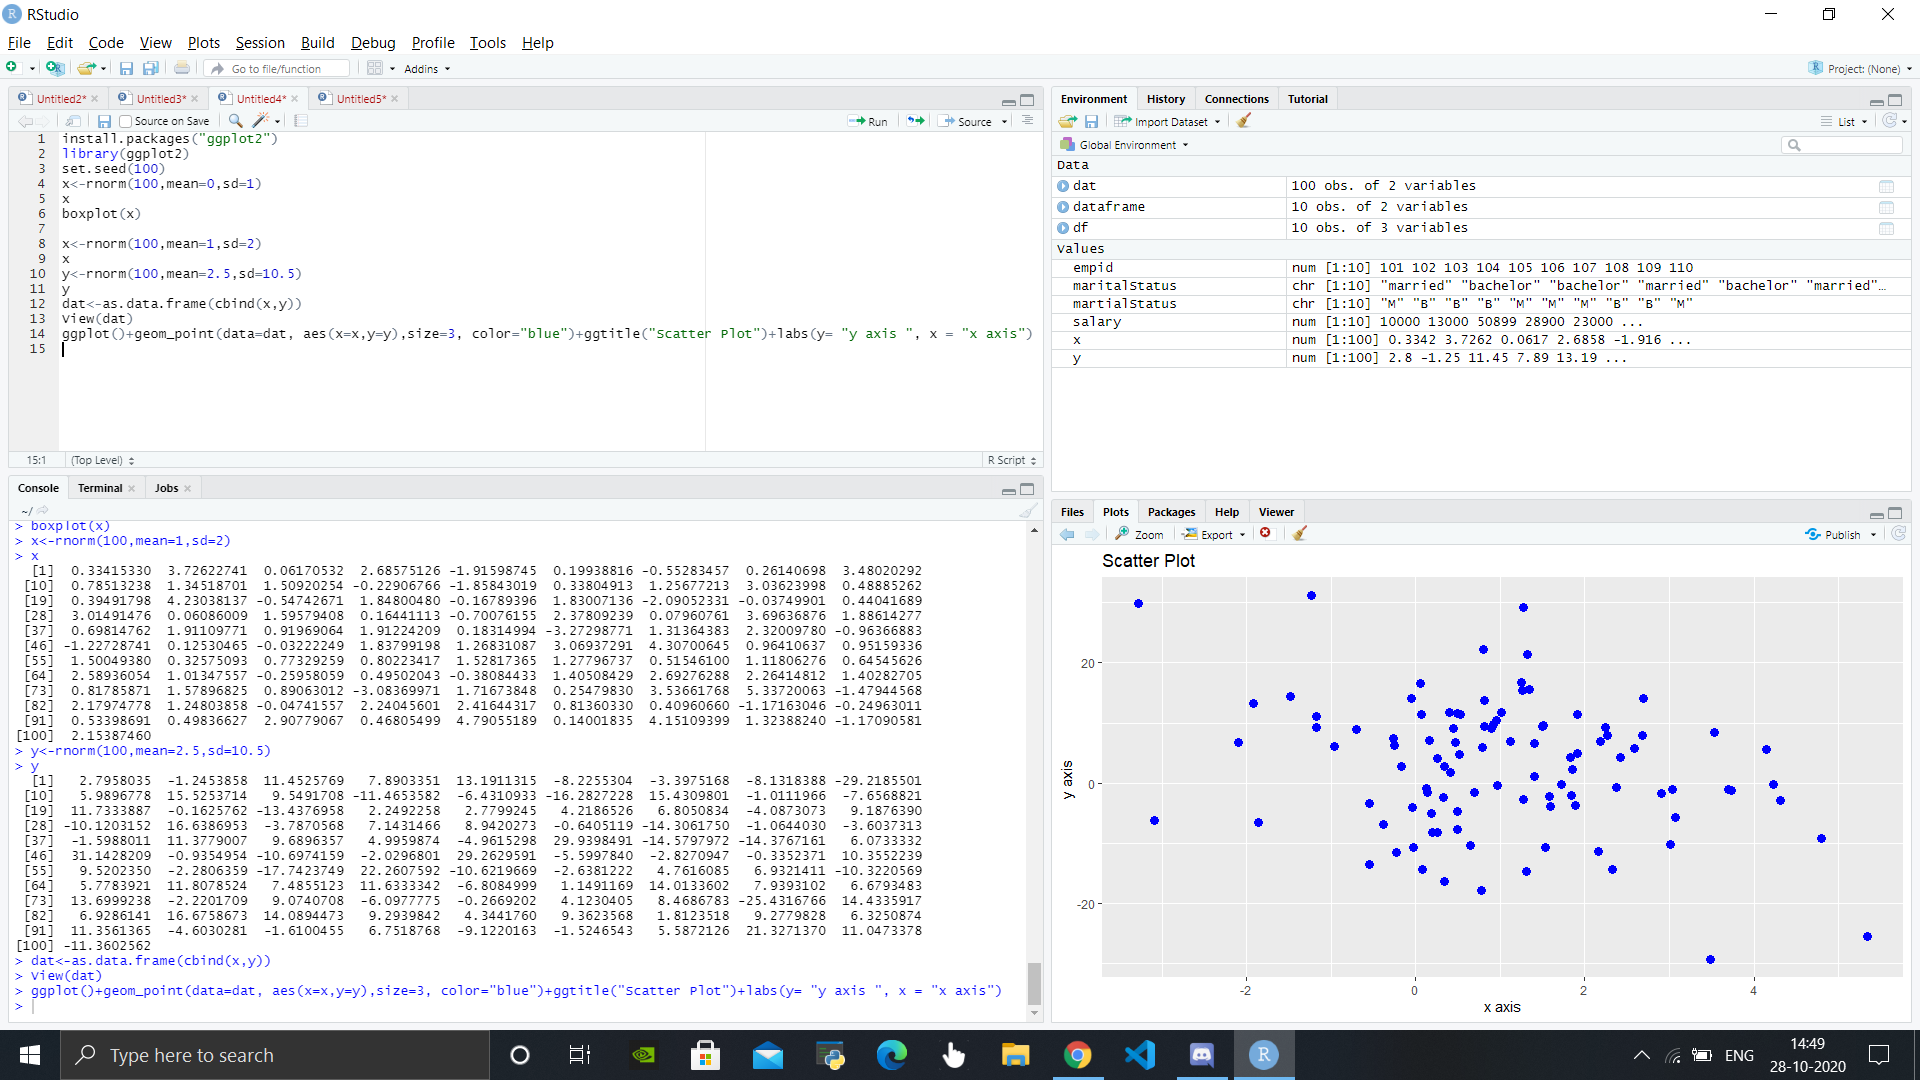 RStudio
File Edit Code View Plots Session Build Debug Profile Tools Help
Go to file/function Addins Project: (None)
Untitled2* Untitled3* Untitled4* Untitled5*
Source on Save Run Source
1 install.packages("ggplot2")
2 library(ggplot2)
3 set.seed(100)
4 x<-rnorm(100,mean=0,sd=1)
5 x
6 boxplot(x)
7
8 x<-rnorm(100,mean=1,sd=2)
9 x
10 y<-rnorm(100,mean=2.5,sd=10.5)
11 y
12 dat<-as.data.frame(cbind(x,y))
13 View(dat)
14 ggplot()+geom_point(data=dat, aes(x=x,y=y),size=3, color="blue")+ggtitle("Scatter Plot")+labs(y= "y axis ", x = "x axis")
15
15:1 (Top Level) R Script
Console Terminal Jobs
~/
> boxplot(x)
> x<-rnorm(100,mean=1,sd=2)
> x
[1] 0.33415330 3.72622741 0.06170532 2.68575126 -1.91598745 0.19938816 -0.55283457 0.26140698 3.48020292
[10] 0.78513238 1.34518701 1.50920254 -0.22906766 -1.85843019 0.33804913 1.25677213 3.03623998 0.48885262
[19] 0.39491798 4.23038137 -0.54742671 1.84800480 -0.16789396 1.83007136 -2.09052331 -0.03749901 0.44041689
[28] 3.01491476 0.06086009 1.59579408 0.16441113 -0.70076155 2.37809239 0.07960761 3.69636876 1.88614277
[37] 0.69814762 1.91109771 0.91969064 1.91224209 0.18314994 -3.27298771 1.31364383 2.32009780 -0.96366883
[46] -1.22728741 0.12530465 -0.03222249 1.83799198 1.26831087 3.06937291 4.30700645 0.96410637 0.95159336
[55] 1.50049380 0.32575093 0.77329259 0.80223417 1.52817365 1.27796737 0.51546100 1.11806276 0.64545626
[64] 2.58936054 1.01347557 -0.25958059 0.49502043 -0.38084433 1.40508429 2.69276288 2.26414812 1.40282705
[73] 0.81785871 1.57896825 0.89063012 -3.08369971 1.71673848 0.25479830 3.53661768 5.33720063 -1.47944568
[82] 2.17974778 1.24803858 -0.04741557 2.24045601 2.41644317 0.81360330 0.40960660 -1.17163046 -0.24963011
[91] 0.53398691 0.49836627 2.90779067 0.46805499 4.79055189 0.14001835 4.15109399 1.32388240 -1.17090581
[100] 2.15387460
> y<-rnorm(100,mean=2.5,sd=10.5)
> y
[1] 2.7958035 -1.2453858 11.4525769 7.8903351 13.1911315 -8.2255304 -3.3975168 -8.1318388 -29.2185501
[10] 5.9896778 15.5253714 9.5491708 -11.4653582 -6.4310933 -16.2827228 15.4309801 -1.0111966 -7.6568821
[19] 11.7333887 -0.1625762 -13.4376958 2.2492258 2.7799245 4.2186526 6.8050834 -4.0873073 9.1876390
[28] -10.1203152 16.6386953 -3.7870568 7.1431466 8.9420273 -0.6405119 -14.3061750 -1.0644030 -3.6037313
[37] -1.5988011 11.3779007 9.6896357 4.9959874 -4.9615298 29.9398491 -14.5797972 -14.3767161 6.0733332
[46] 31.1428209 -0.9354954 -10.6974159 -2.0296801 29.2629591 -5.5997840 -2.8270947 -0.3352371 10.3552239
[55] 9.5202350 -2.2806359 -17.7423749 22.2607592 -10.6219669 -2.6381222 4.7616085 6.9321411 -10.3220569
[64] 5.7783921 11.8078524 7.4855123 11.6333342 -6.8084999 1.1491169 14.0133602 7.9393102 6.6793483
[73] 13.6999238 -2.2201709 9.0740708 -6.0977775 -0.2669202 4.1230405 8.4686783 -25.4316766 14.4335917
[82] 6.9286141 16.6758673 14.0894473 9.2939842 4.3441760 9.3623568 1.8123518 9.2779828 6.3250874
[91] 11.3561365 -4.6030281 -1.6100455 6.7518768 -9.1220163 -1.5246543 5.5872126 21.3271370 11.0473378
[100] -11.3602562
> dat<-as.data.frame(cbind(x,y))
> View(dat)
> ggplot()+geom_point(data=dat, aes(x=x,y=y),size=3, color="blue")+ggtitle("Scatter Plot")+labs(y= "y axis ", x = "x axis")
>
Environment History Connections Tutorial
Import Dataset List
Global Environment
Data
dat 100 obs. of 2 variables
dataframe 10 obs. of 2 variables
df 10 obs. of 3 variables
Values
empid num [1:10] 101 102 103 104 105 106 107 108 109 110
maritalStatus chr [1:10] "married" "bachelor" "bachelor" "married" "bachelor" "married"…
martialStatus chr [1:10] "M" "B" "B" "B" "M" "M" "M" "B" "B" "M"
salary num [1:10] 10000 13000 50899 28900 23000 ...
x num [1:100] 0.3342 3.7262 0.0617 2.6858 -1.916 ...
y num [1:100] 2.8 -1.25 11.45 7.89 13.19 ...
Files Plots Packages Help Viewer
Zoom Export Publish
Scatter Plot
20
0
-20
y axis
-2 0 2 4
x axis
Type here to search
ENG
14:49
28-10-2020